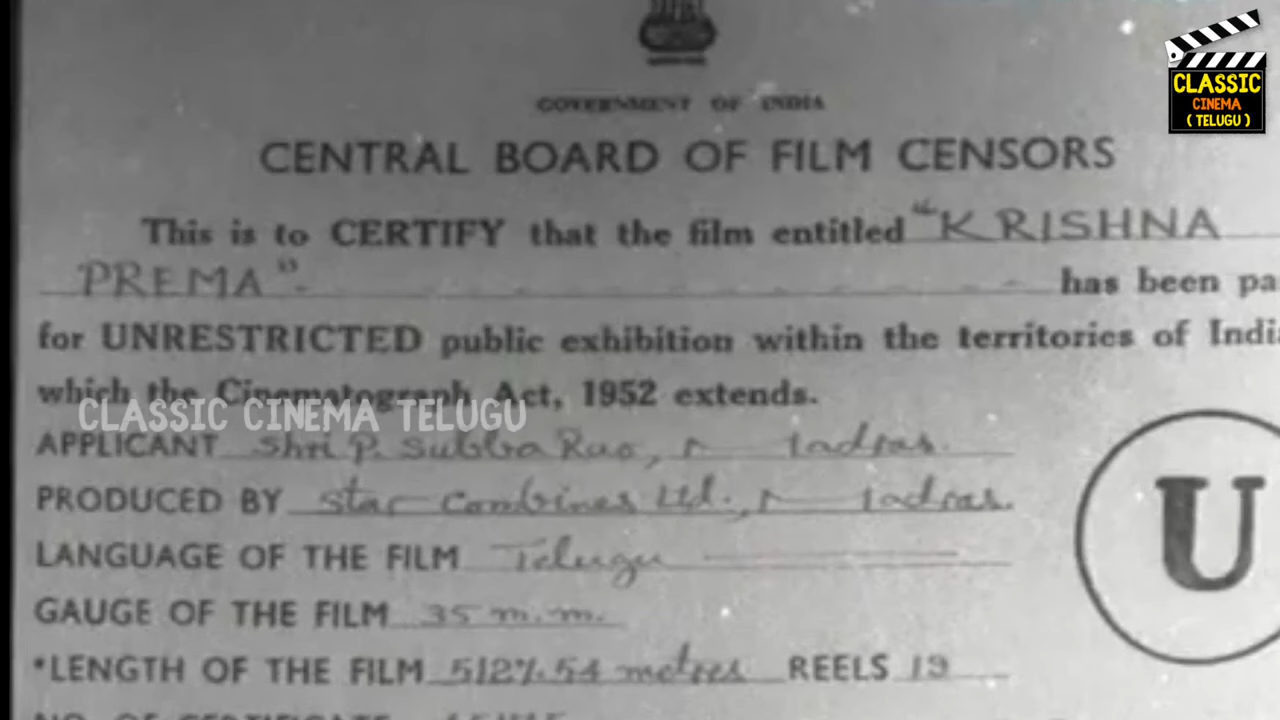 CLASSIC
CINEMA
( TELUGU )
GOVERNMENT OF INDIA
CENTRAL BOARD OF FILM CENSORS
This is to CERTIFY that the film entitled "KRISHNA
PREMA". has been pa
for UNRESTRICTED public exhibition within the territories of Indi
which the Cinematograph Act, 1952 extends.
CLASSIC CINEMA TELUGU
APPLICANT Shri P. Subba Rao, Madras.
PRODUCED BY Star Combines Ltd., Madras.
U
LANGUAGE OF THE FILM Telugu
GAUGE OF THE FILM 35 m.m.
*LENGTH OF THE FILM 5127.54 metres REELS 19
NO. OF CERTIFICATE